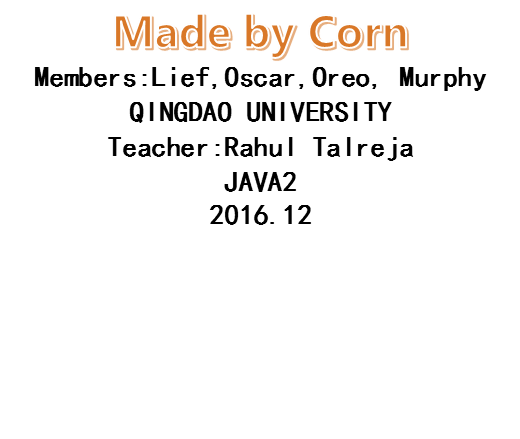 Made by Corn
Members:Lief,Oscar,Oreo, Murphy
QINGDAO UNIVERSITY
Teacher:Rahul Talreja
JAVA2
2016.12